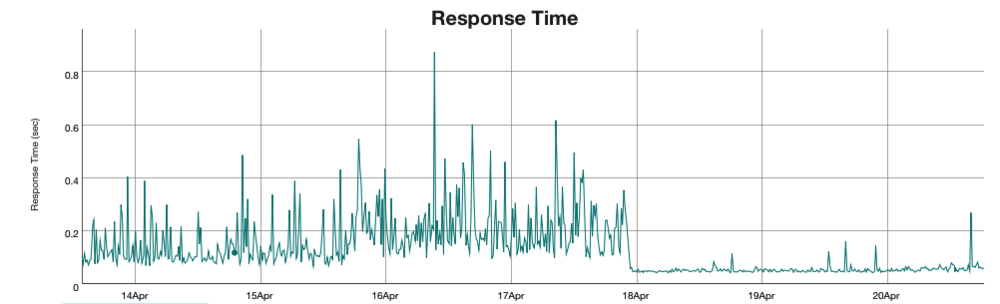 Response Time
Response Time (sec)
0.8
0.6
0.4
0.2
0
14Apr
15Apr
16Apr
17Apr
18Apr
19Apr
20Apr